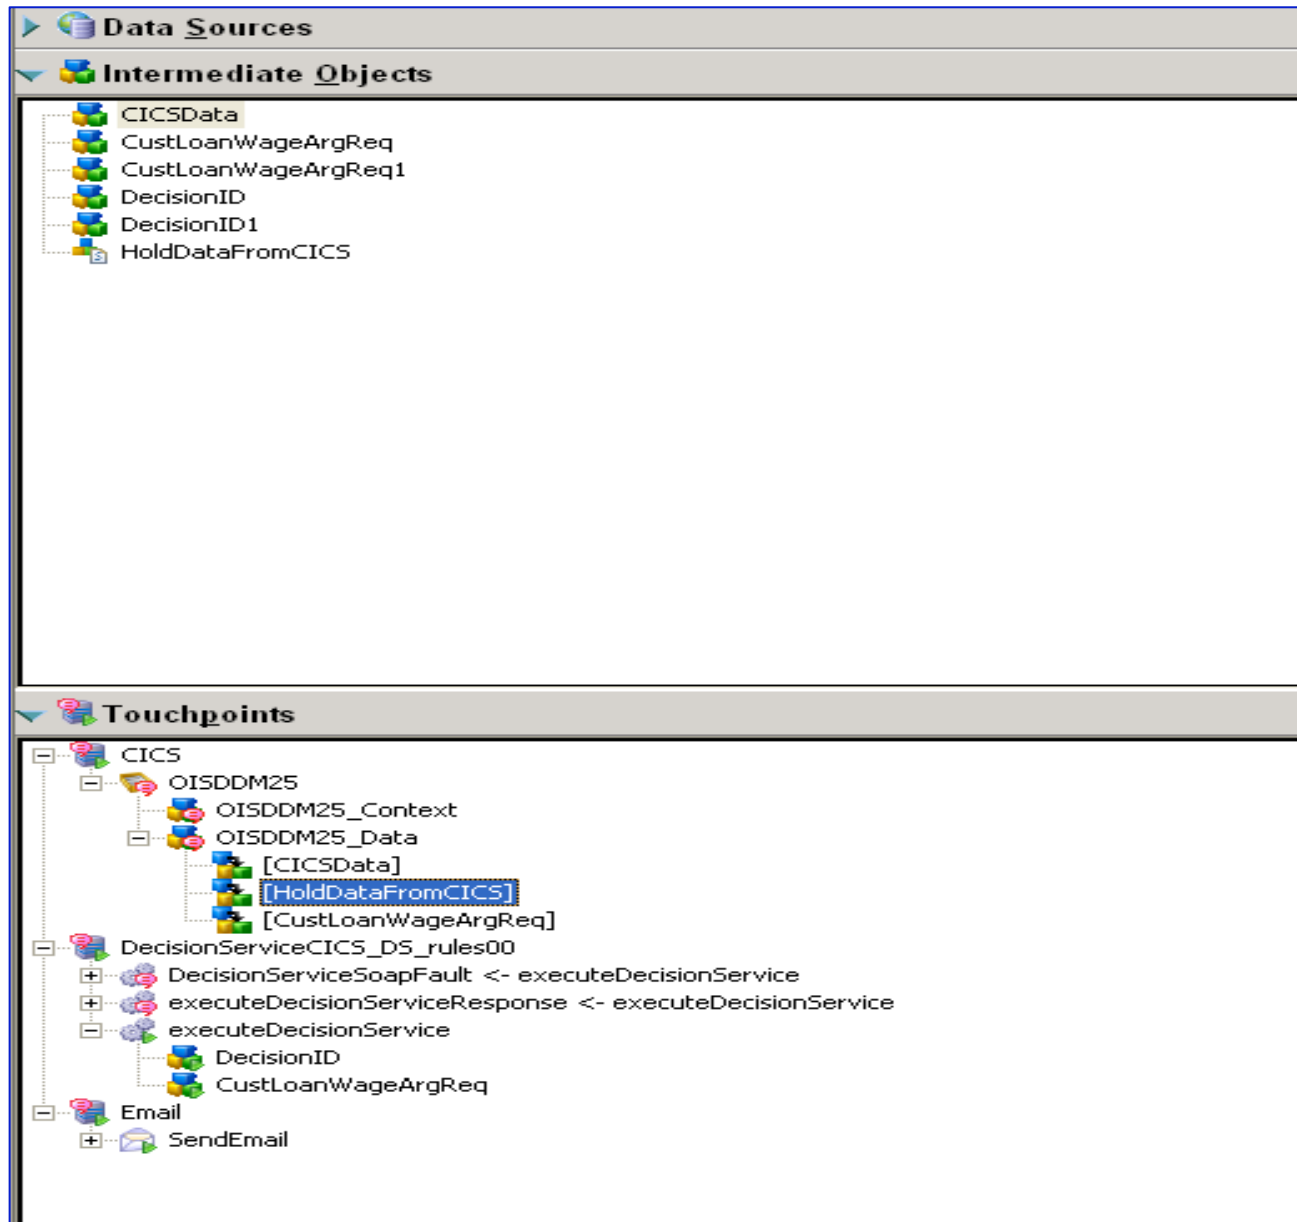 Data Sources
Intermediate Objects
CICSData
CustLoanWageArgReq
CustLoanWageArgReq1
DecisionID
DecisionID1
HoldDataFromCICS
Touchpoints
CICS
OISDDM25
OISDDM25_Context
OISDDM25_Data
[CICSData]
[HoldDataFromCICS]
[CustLoanWageArgReq]
DecisionServiceCICS_DS_rules00
DecisionServiceSoapFault <- executeDecisionService
executeDecisionServiceResponse <- executeDecisionService
executeDecisionService
DecisionID
CustLoanWageArgReq
Email
SendEmail